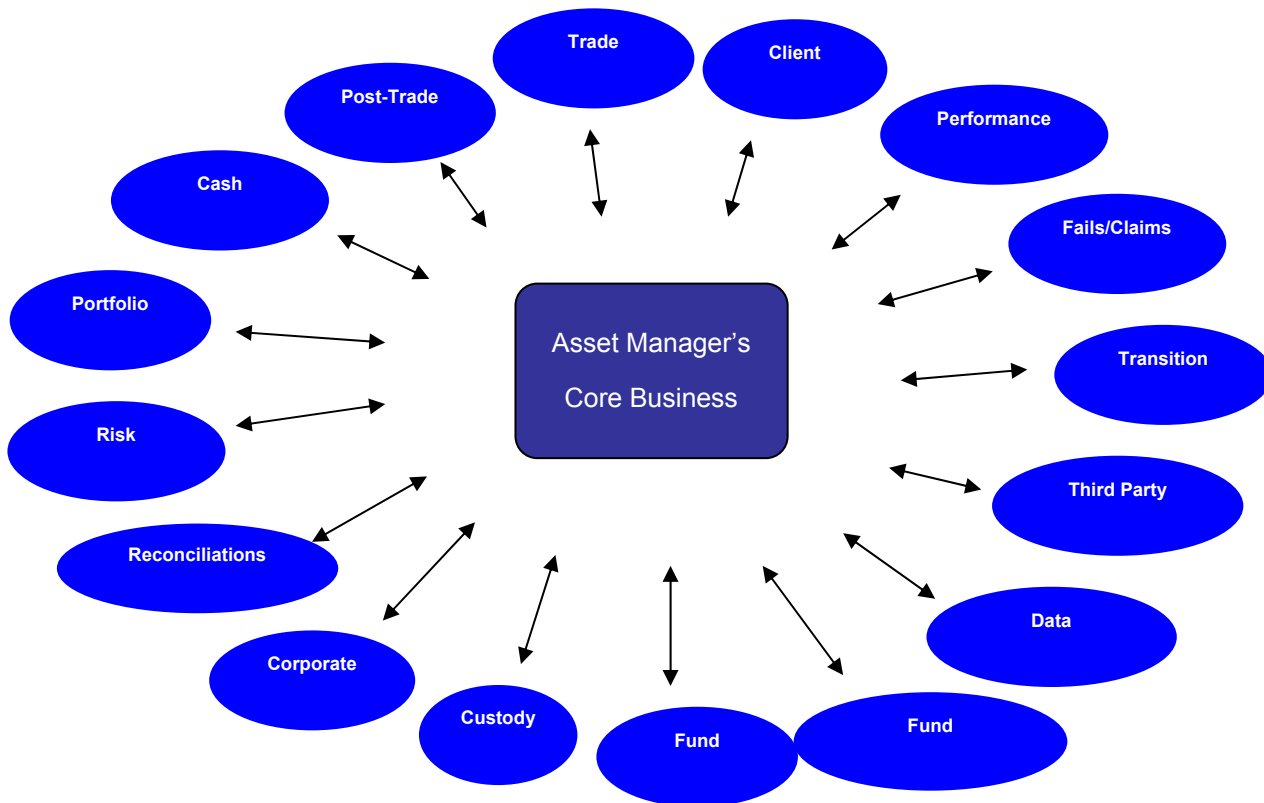 Trade
Client
Post-Trade
Performance
Cash
Fails/Claims
Portfolio
Asset Manager's
Core Business
Transition
Risk
Third Party
Reconciliations
Data
Corporate
Custody
Fund
Fund